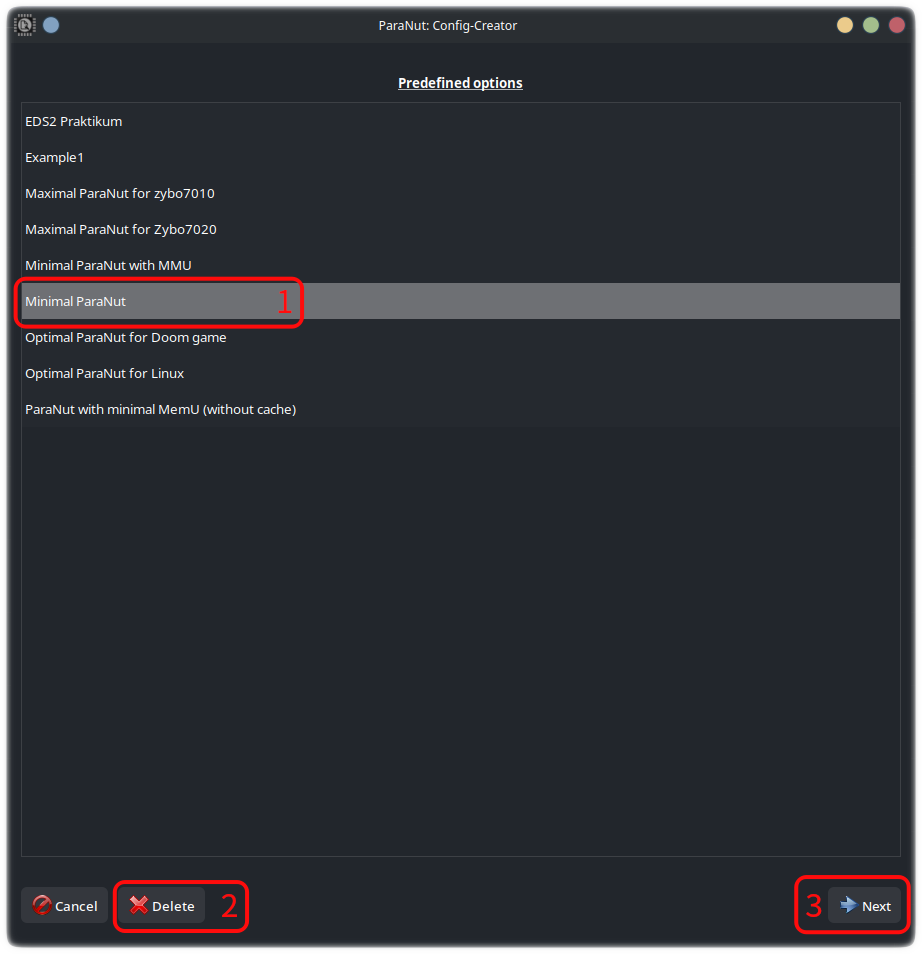 ParaNut: Config-Creator
Predefined options
EDS2 Praktikum
Example1
Maximal ParaNut for zybo7010
Maximal ParaNut for Zybo7020
Minimal ParaNut with MMU
Minimal ParaNut 1
Optimal ParaNut for Doom game
Optimal ParaNut for Linux
ParaNut with minimal MemU (without cache)
Cancel Delete 2 3 Next